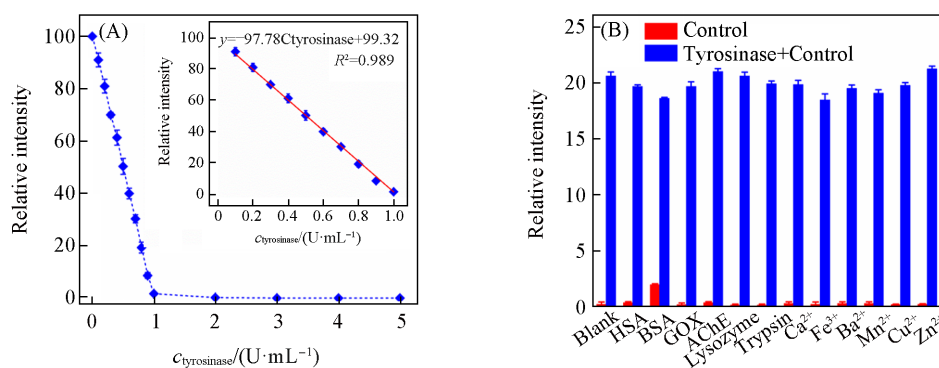 (A)
Relative intensity
100
80
60
40
20
0
0 1 2 3 4 5
ctyrosinase/(U·mL⁻¹)
y=−97.78Ctyrosinase+99.32
R²=0.989
Relative intensity
100
80
60
40
20
0
0 0.2 0.4 0.6 0.8 1.0
ctyrosinase/(U·mL⁻¹)
(B)
Control
Tyrosinase+Control
Relative intensity
25
20
15
10
5
0
Blank HSA BSA GOX AChE Lysozyme Trypsin Ca²⁺ Fe³⁺ Ba²⁺ Mn²⁺ Cu²⁺ Zn²⁺